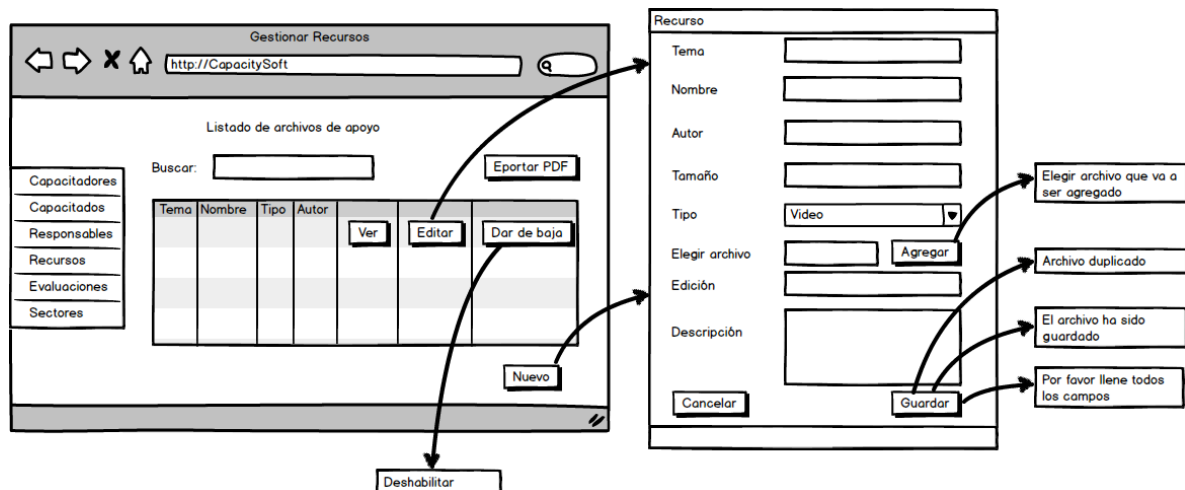 Gestionar Recursos
http://CapacitySoft
Listado de archivos de apoyo
Buscar:
Eportar PDF
Capacitadores
Capacitados
Responsables
Recursos
Evaluaciones
Sectores
Tema Nombre Tipo Autor
Ver Editar Dar de baja
Nuevo
Deshabilitar
Recurso
Tema
Nombre
Autor
Tamaño
Tipo Video
Elegir archivo Agregar
Edición
Descripción
Cancelar Guardar
Elegir archivo que va a
ser agregado
Archivo duplicado
El archivo ha sido
guardado
Por favor llene todos
los campos